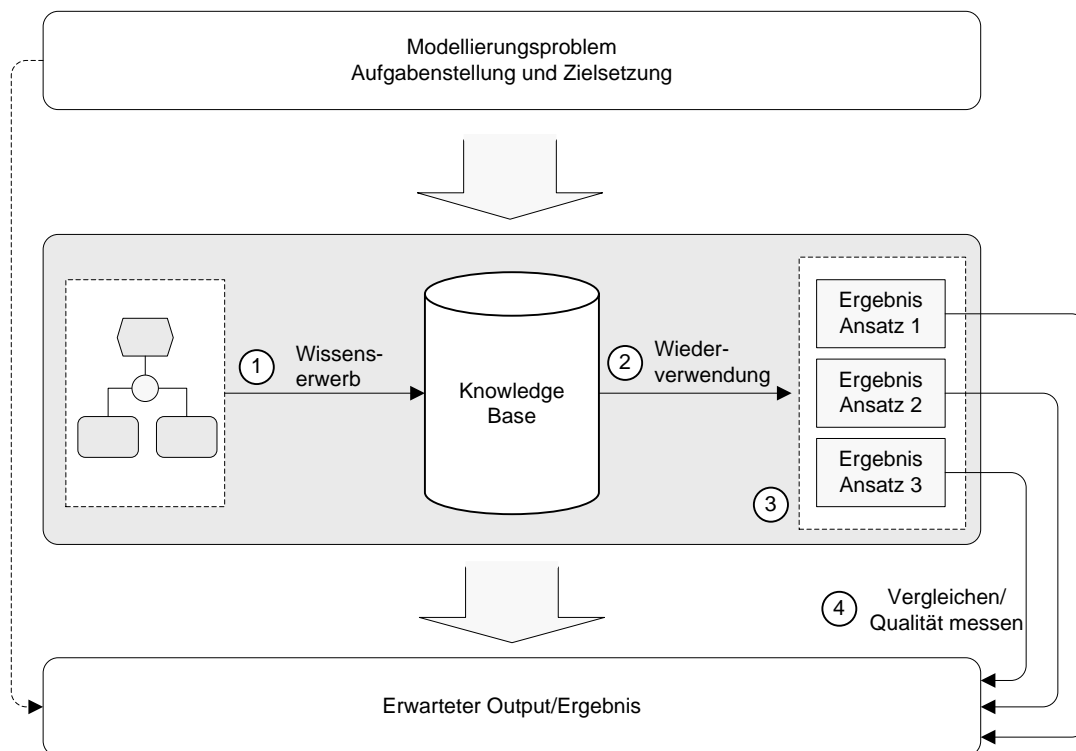 Modellierungsproblem
Aufgabenstellung und Zielsetzung
1
Wissens-
erwerb
Knowledge
Base
2
Wieder-
verwendung
Ergebnis
Ansatz 1
Ergebnis
Ansatz 2
Ergebnis
Ansatz 3
3
4
Vergleichen/
Qualität messen
Erwarteter Output/Ergebnis